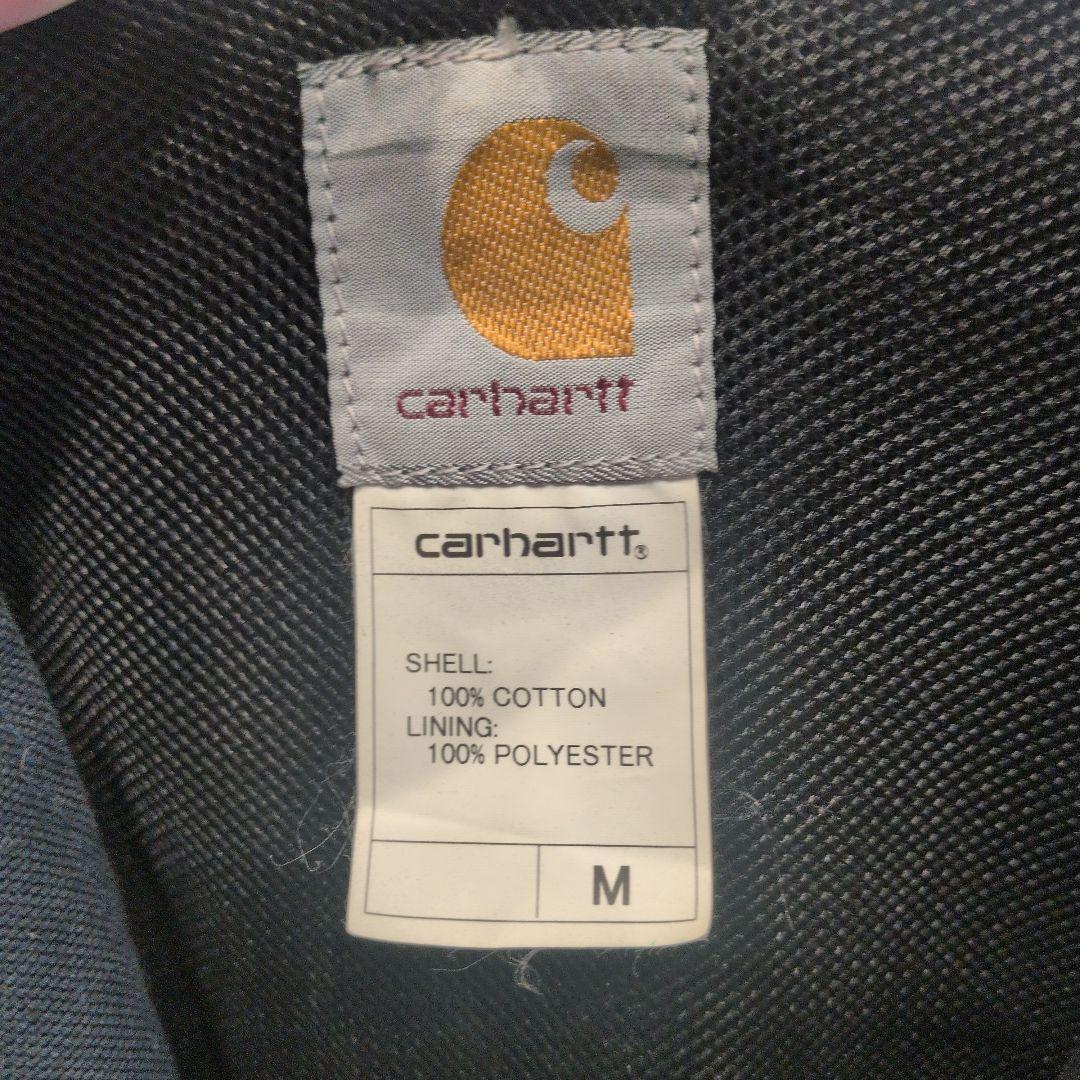 carhartt
carhartt®
SHELL:
100% COTTON
LINING:
100% POLYESTER
M